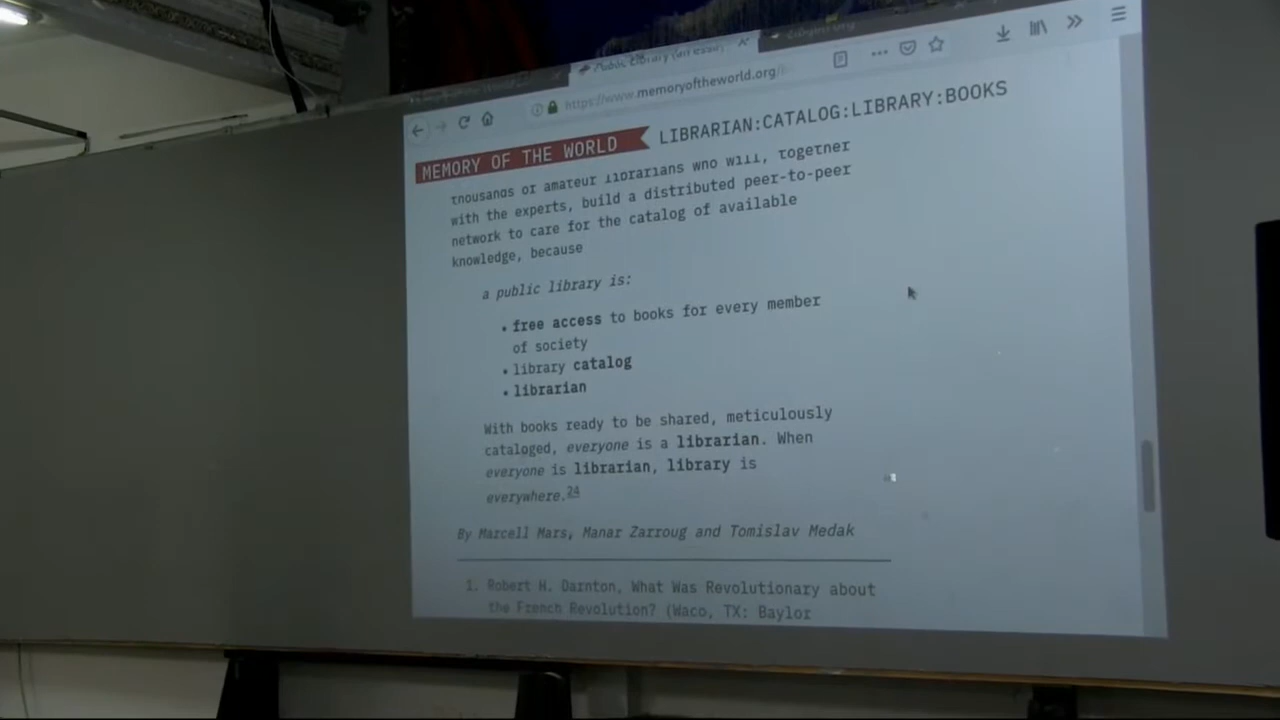 https://www.memoryoftheworld.org/
MEMORY OF THE WORLD
LIBRARIAN:CATALOG:LIBRARY:BOOKS
thousands of amateur librarians who will, together
with the experts, build a distributed peer-to-peer
network to care for the catalog of available
knowledge, because
a public library is:
• free access to books for every member
of society
• library catalog
• librarian
With books ready to be shared, meticulously
cataloged, everyone is a librarian. When
everyone is librarian, library is
everywhere.24
By Marcell Mars, Manar Zarroug and Tomislav Medak
1. Robert H. Darnton, What Was Revolutionary about
the French Revolution? (Waco, TX: Baylor